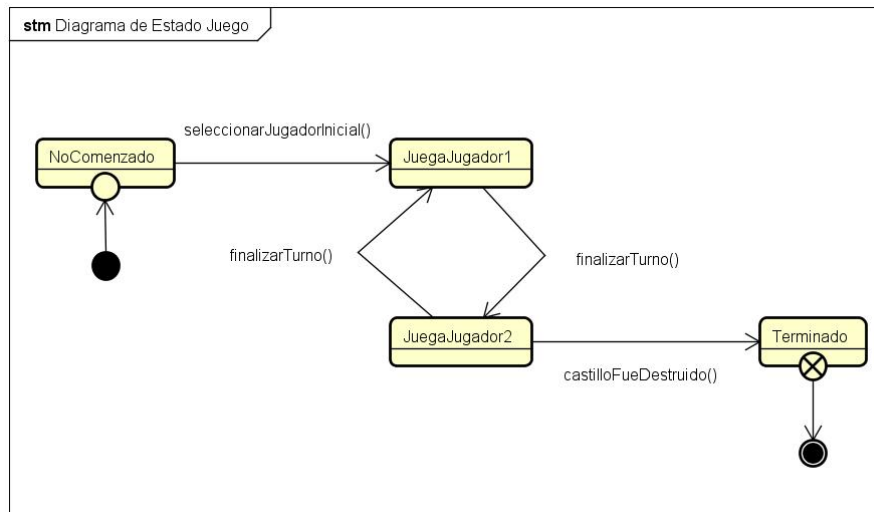 stm Diagrama de Estado Juego
seleccionarJugadorInicial()
NoComenzado
JuegaJugador1
finalizarTurno()
finalizarTurno()
JuegaJugador2
Terminado
castilloFueDestruido()